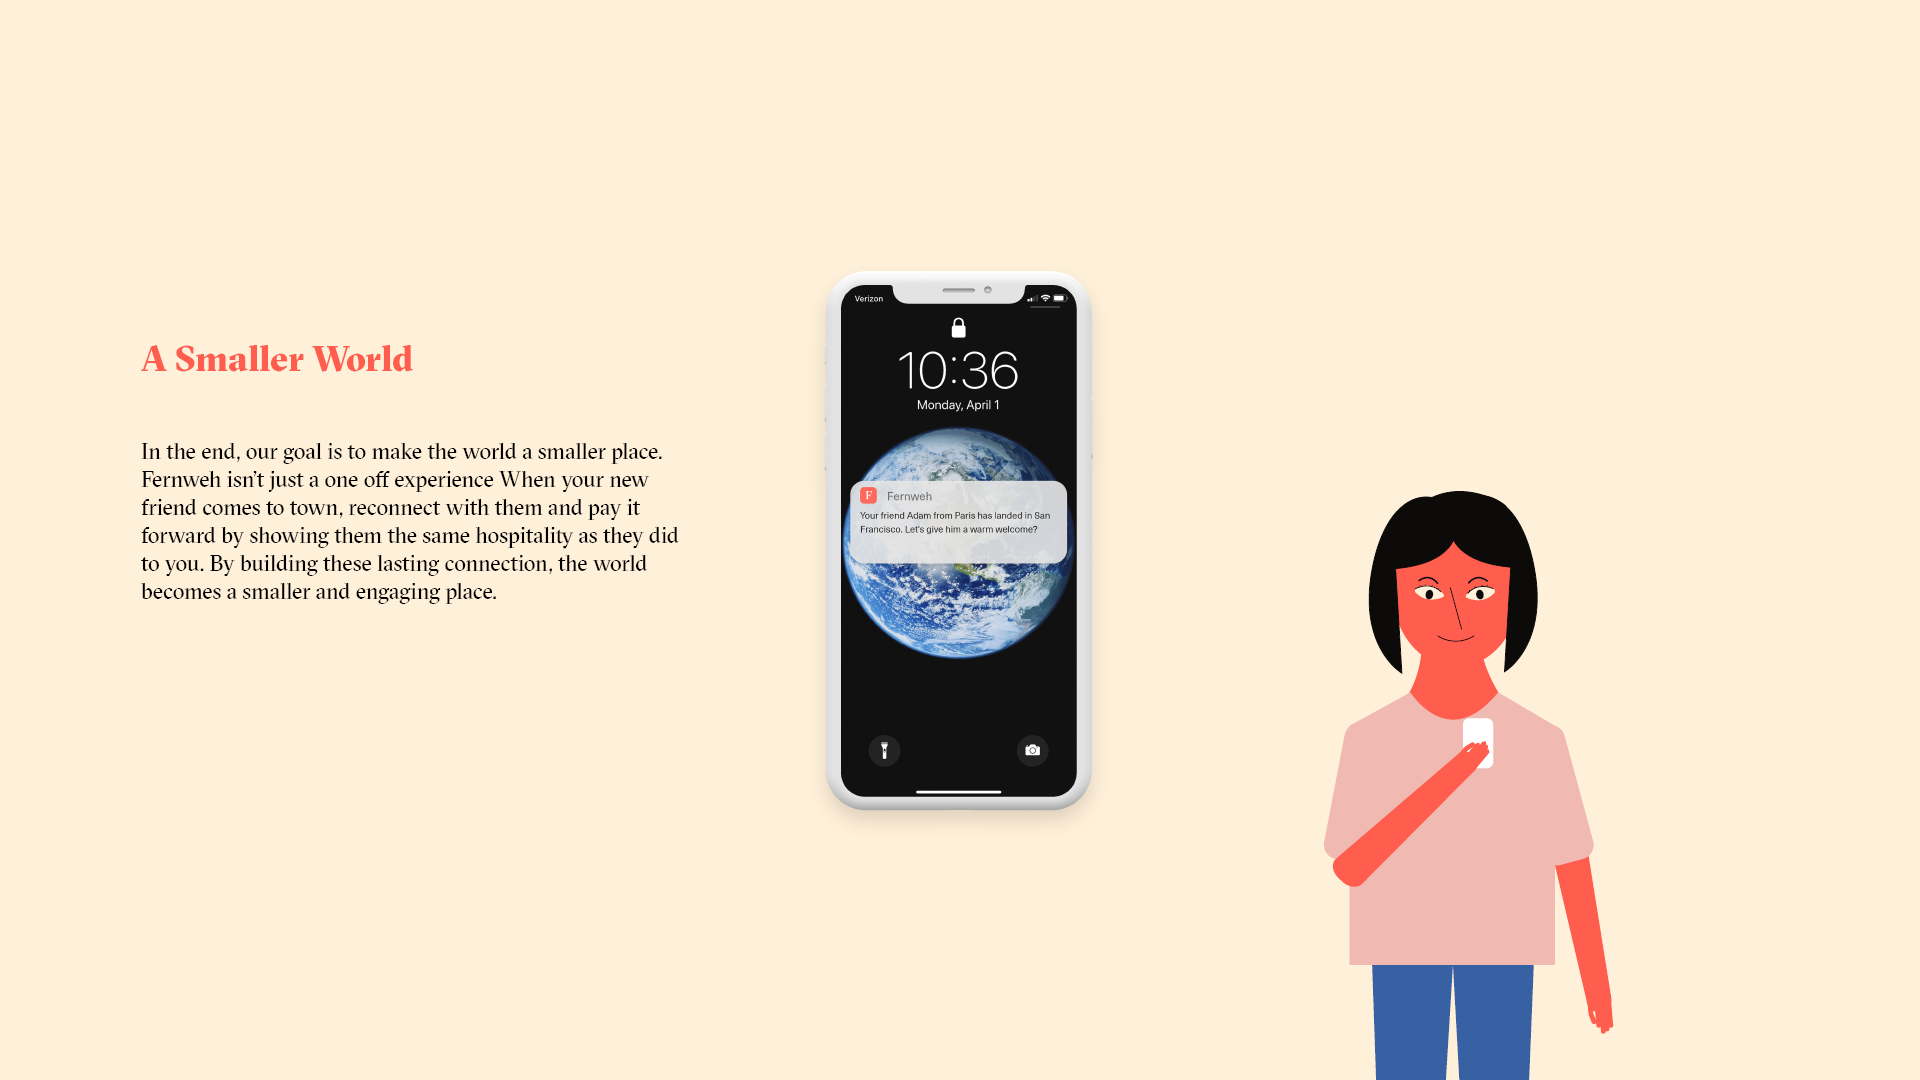 A Smaller World
In the end, our goal is to make the world a smaller place.
Fernweh isn't just a one off experience When your new
friend comes to town, reconnect with them and pay it
forward by showing them the same hospitality as they did
to you. By building these lasting connection, the world
becomes a smaller and engaging place.
Verizon
10:36
Monday, April 1
F Fernweh
Your friend Adam from Paris has landed in San
Francisco. Let's give him a warm welcome?